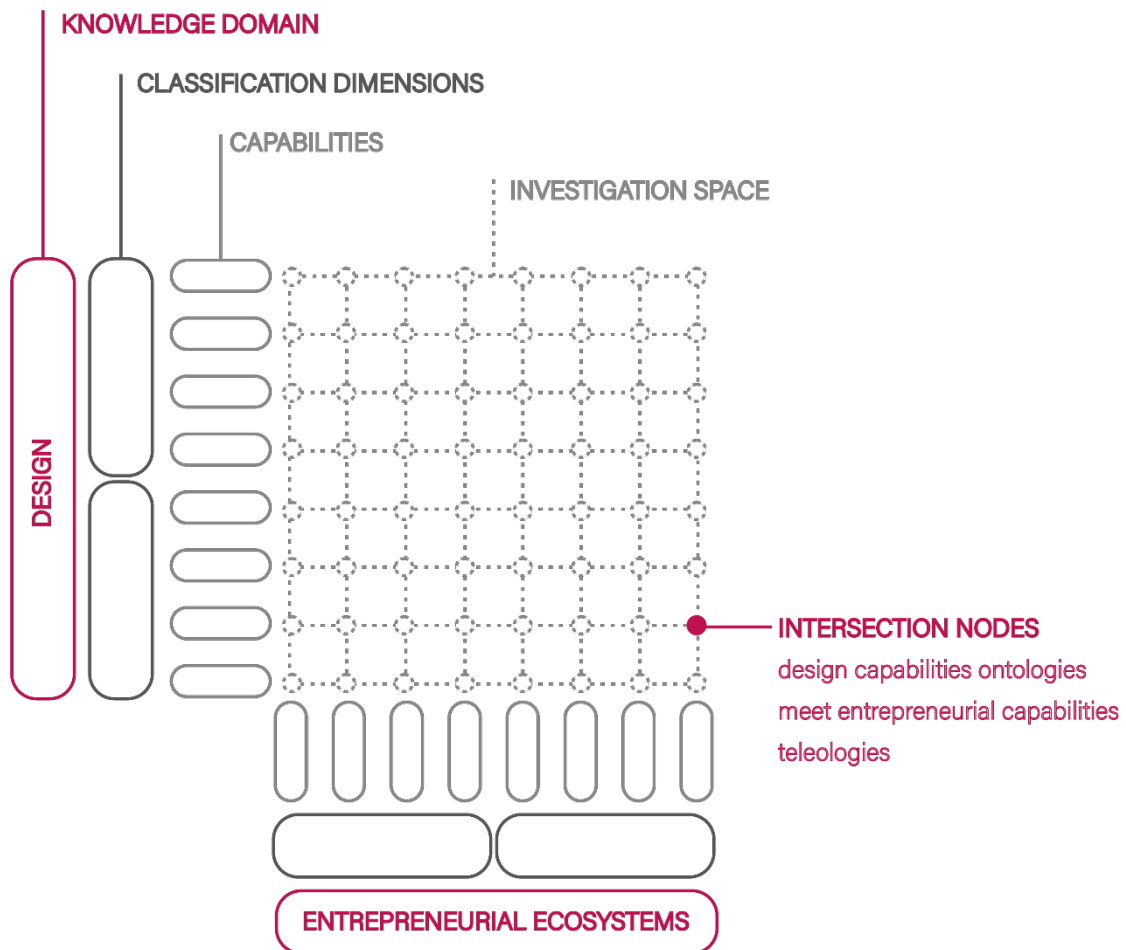 KNOWLEDGE DOMAIN
CLASSIFICATION DIMENSIONS
CAPABILITIES
INVESTIGATION SPACE
DESIGN
INTERSECTION NODES
design capabilities ontologies
meet entrepreneurial capabilities
teleologies
ENTREPRENEURIAL ECOSYSTEMS